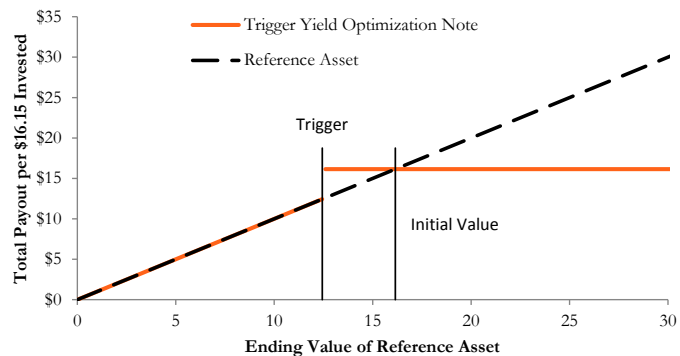 Trigger Yield Optimization Note
Reference Asset
Total Payout per $16.15 Invested
$35
$30
$25
$20
$15
$10
$5
$0
Trigger
Initial Value
0
5
10
15
20
25
30
Ending Value of Reference Asset